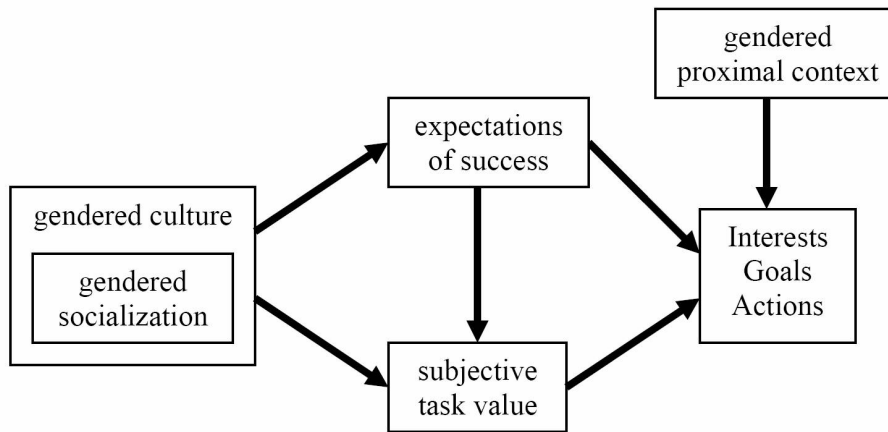 gendered
proximal context
expectations
of success
gendered culture
gendered
socialization
Interests
Goals
Actions
subjective
task value